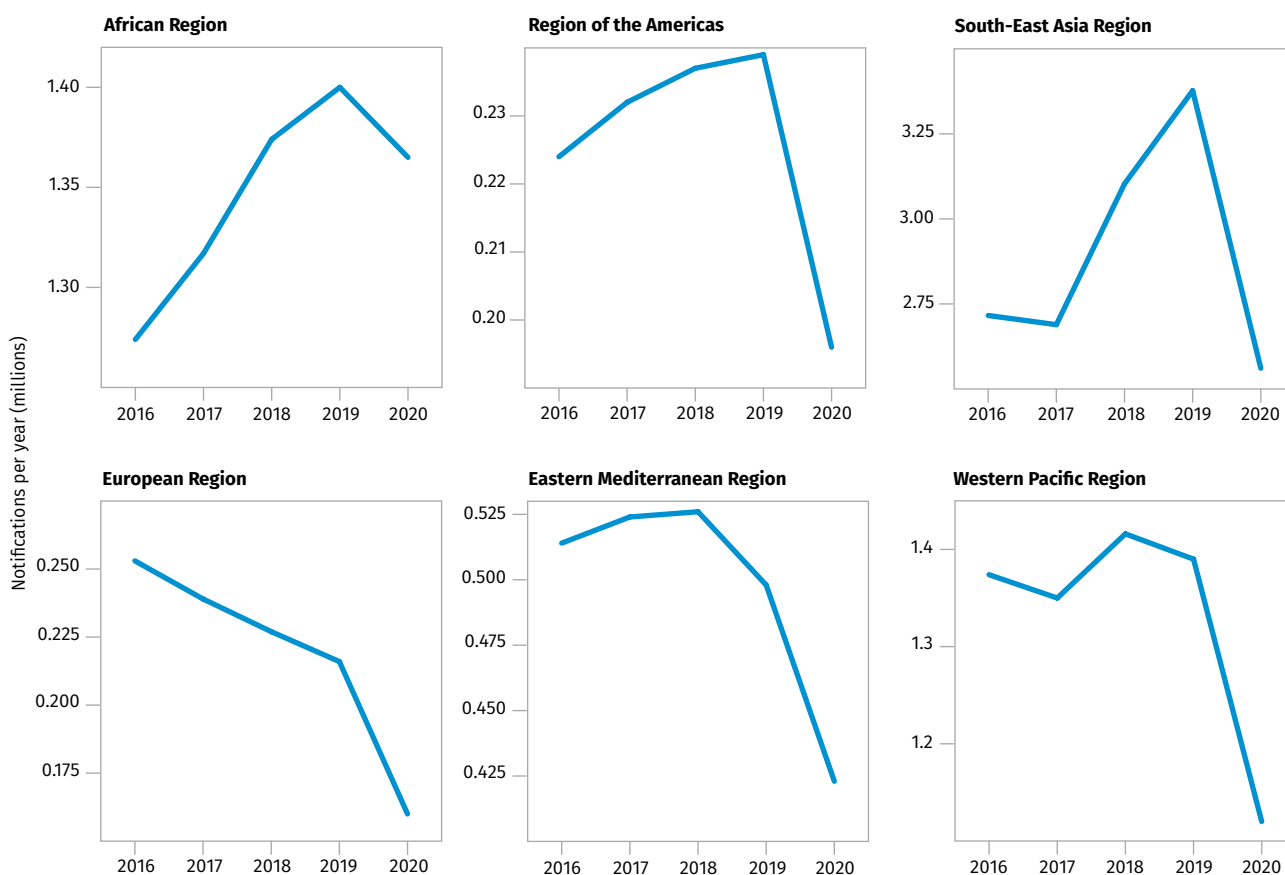 African Region
1.40
1.35
1.30
2016 2017 2018 2019 2020
Region of the Americas
0.23
0.22
0.21
0.20
2016 2017 2018 2019 2020
South-East Asia Region
3.25
3.00
2.75
2016 2017 2018 2019 2020
Notifications per year (millions)
European Region
0.250
0.225
0.200
0.175
2016 2017 2018 2019 2020
Eastern Mediterranean Region
0.525
0.500
0.475
0.450
0.425
2016 2017 2018 2019 2020
Western Pacific Region
1.4
1.3
1.2
2016 2017 2018 2019 2020